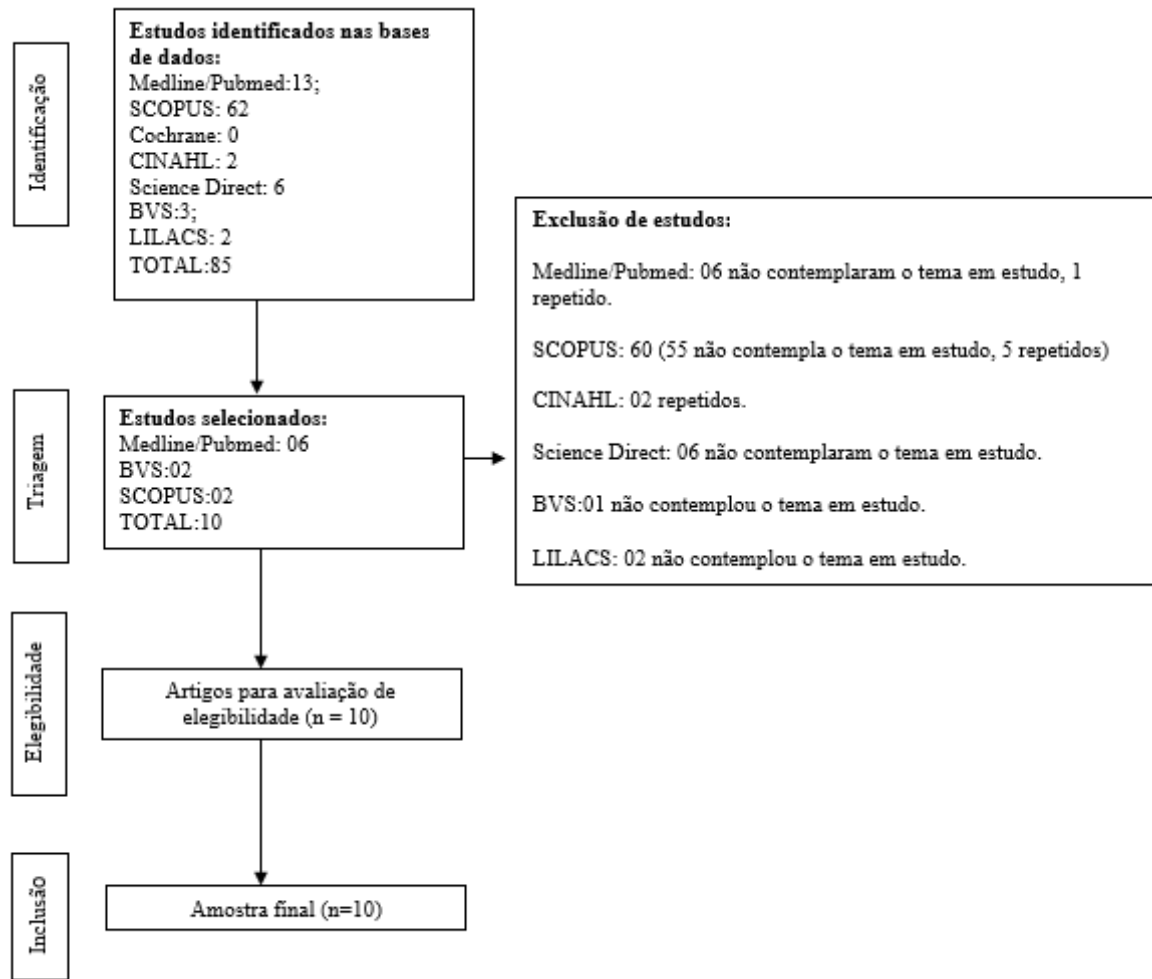 Identificação
Estudos identificados nas bases
de dados:
Medline/Pubmed:13;
SCOPUS: 62
Cochrane: 0
CINAHL: 2
Science Direct: 6
BVS:3;
LILACS: 2
TOTAL:85
Exclusão de estudos:
Medline/Pubmed: 06 não contemplaram o tema em estudo, 1
repetido.
SCOPUS: 60 (55 não contempla o tema em estudo, 5 repetidos)
CINAHL: 02 repetidos.
Science Direct: 06 não contemplaram o tema em estudo.
BVS:01 não contemplou o tema em estudo.
LILACS: 02 não contemplou o tema em estudo.
Triagem
Estudos selecionados:
Medline/Pubmed: 06
BVS:02
SCOPUS:02
TOTAL:10
Elegibilidade
Artigos para avaliação de
elegibilidade (n = 10)
Inclusão
Amostra final (n=10)